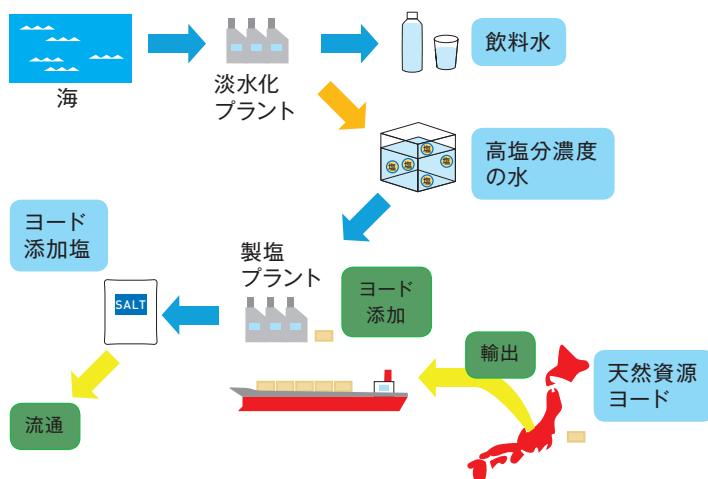 海
淡水化
プラント
飲料水
塩
塩
塩
塩
塩
高塩分濃度
の水
ヨード
添加塩
製塩
プラント
ヨード
添加
SALT
輸出
天然資源
ヨード
流通